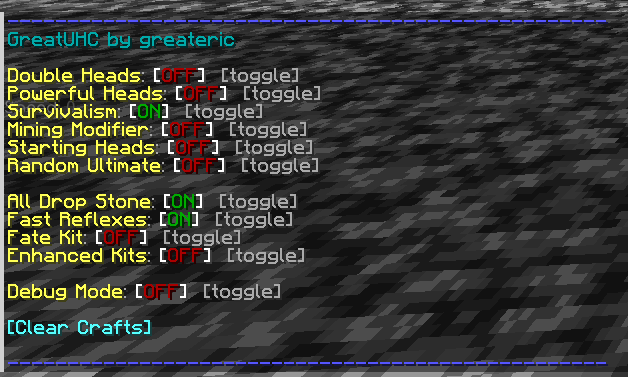 GreatUHC by greateric
Double Heads: [OFF] [toggle]
Powerful Heads: [OFF] [toggle]
Survivalism: [ON] [toggle]
Mining Modifier: [OFF] [toggle]
Starting Heads: [OFF] [toggle]
Random Ultimate: [OFF] [toggle]
All Drop Stone: [ON] [toggle]
Fast Reflexes: [ON] [toggle]
Fate Kit: [OFF] [toggle]
Enhanced Kits: [OFF] [toggle]
Debug Mode: [OFF] [toggle]
[Clear Crafts]